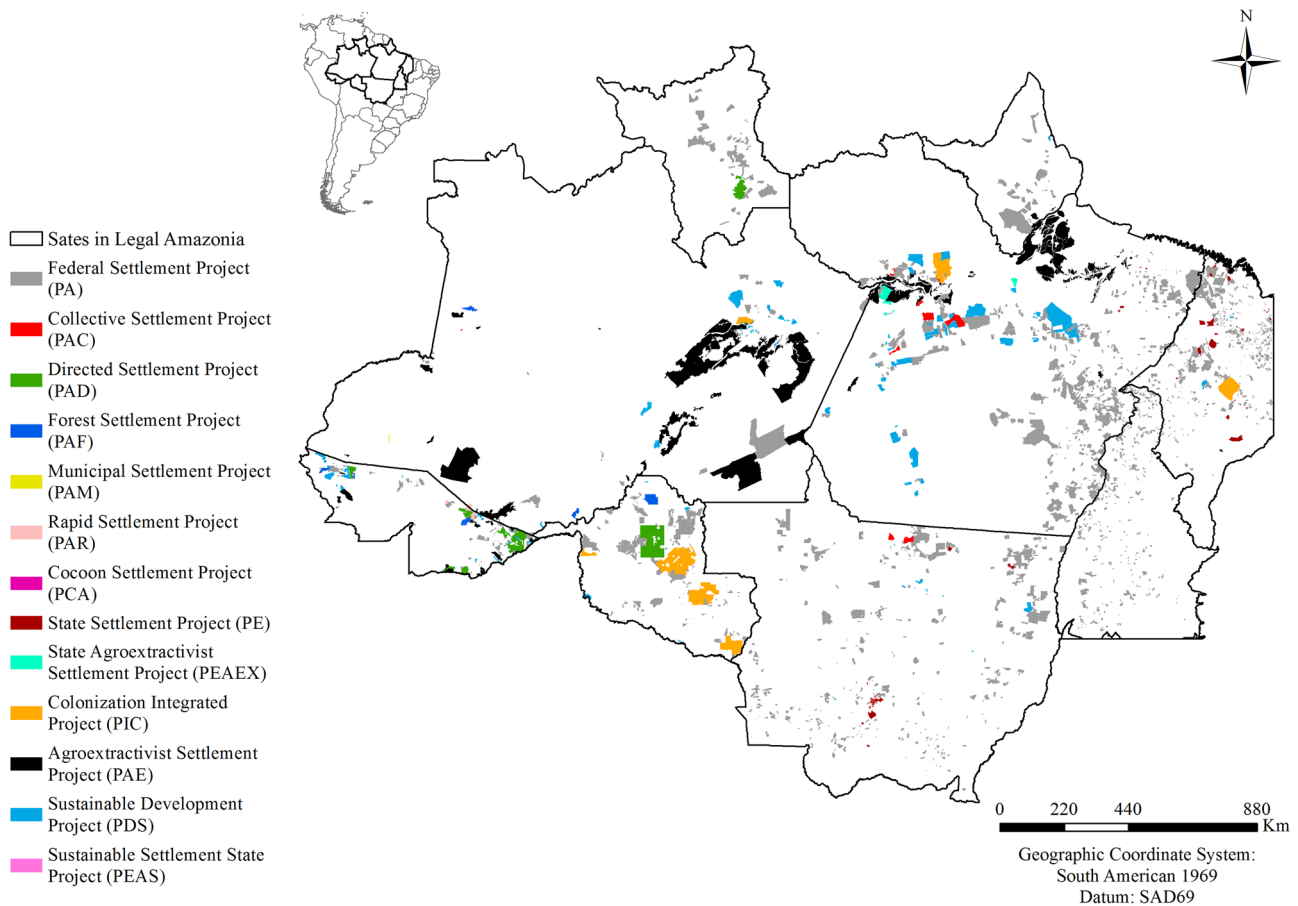 N
Sates in Legal Amazonia
Federal Settlement Project
(PA)
Collective Settlement Project
(PAC)
Directed Settlement Project
(PAD)
Forest Settlement Project
(PAF)
Municipal Settlement Project
(PAM)
Rapid Settlement Project
(PAR)
Cocoon Settlement Project
(PCA)
State Settlement Project (PE)
State Agroextractivist
Settlement Project (PEAEX)
Colonization Integrated
Project (PIC)
Agroextractivist Settlement
Project (PAE)
Sustainable Development
Project (PDS)
Sustainable Settlement State
Project (PEAS)
0 220 440 880
Km
Geographic Coordinate System:
South American 1969
Datum: SAD69